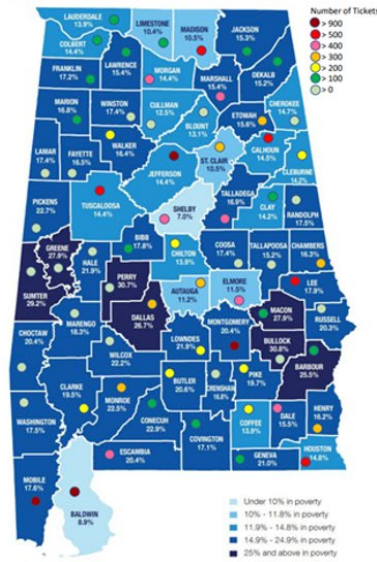 Number of Tickets
> 900
> 500
> 400
> 300
> 200
> 100
> 0
LAUDERDALE
13.9%
LIMESTONE
10.4%
MADISON
10.5%
JACKSON
15.3%
COLBERT
14.4%
LAWRENCE
15.4%
FRANKLIN
17.2%
MORGAN
14.4%
MARSHALL
15.4%
DEKALB
15.2%
MARION
16.8%
WINSTON
17.4%
CULLMAN
12.5%
BLOUNT
13.1%
ETOWAH
15.6%
CHEROKEE
14.7%
LAMAR
17.4%
FAYETTE
16.5%
WALKER
16.4%
JEFFERSON
14.4%
ST. CLAIR
10.5%
CALHOUN
14.5%
CLEBURNE
14.2%
PICKENS
22.7%
TUSCALOOSA
14.4%
SHELBY
7.0%
TALLADEGA
16.9%
CLAY
14.2%
RANDOLPH
17.5%
GREENE
27.9%
HALE
21.9%
BIBB
17.8%
CHILTON
13.9%
COOSA
17.4%
TALLAPOOSA
15.2%
CHAMBERS
16.3%
SUMTER
29.2%
PERRY
30.7%
AUTAUGA
11.2%
ELMORE
11.5%
LEE
17.9%
CHOCTAW
20.4%
MARENGO
18.3%
DALLAS
26.7%
MONTGOMERY
20.4%
MACON
27.9%
RUSSELL
20.3%
LOWNDES
21.9%
BULLOCK
30.8%
WILCOX
22.2%
BUTLER
20.6%
CRENSHAW
16.8%
PIKE
19.7%
BARBOUR
25.5%
CLARKE
19.5%
MONROE
22.5%
CONECUH
22.9%
COFFEE
13.9%
DALE
15.5%
HENRY
16.2%
WASHINGTON
17.5%
ESCAMBIA
20.4%
COVINGTON
17.1%
GENEVA
21.0%
HOUSTON
14.8%
MOBILE
17.6%
BALDWIN
8.9%
Under 10% in poverty
10% - 11.8% in poverty
11.9% - 14.8% in poverty
14.9% - 24.9% in poverty
25% and above in poverty